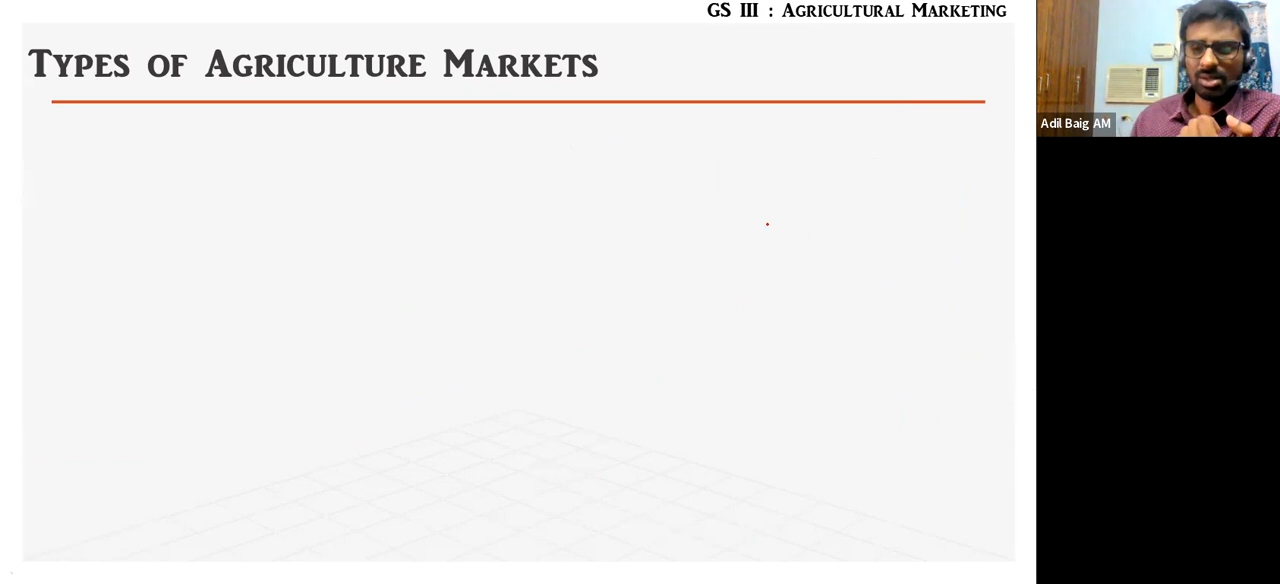 GS III : Agricultural Marketing
Types of Agriculture Markets
Adil Baig AM